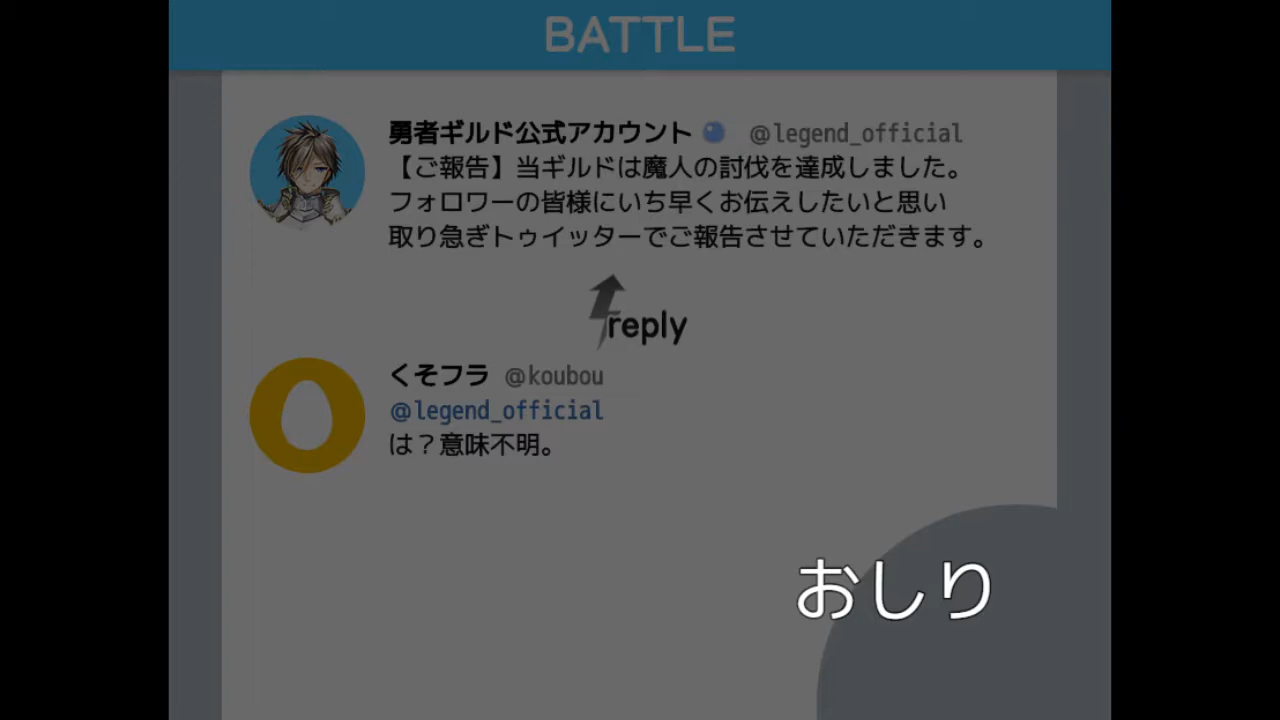 BATTLE
勇者ギルド公式アカウント @legend_official
【ご報告】当ギルドは魔人の討伐を達成しました。
フォロワーの皆様にいち早くお伝えしたいと思い
取り急ぎトゥイッターでご報告させていただきます。
reply
くそフラ @koubou
@legend_official
は？意味不明。
おしり